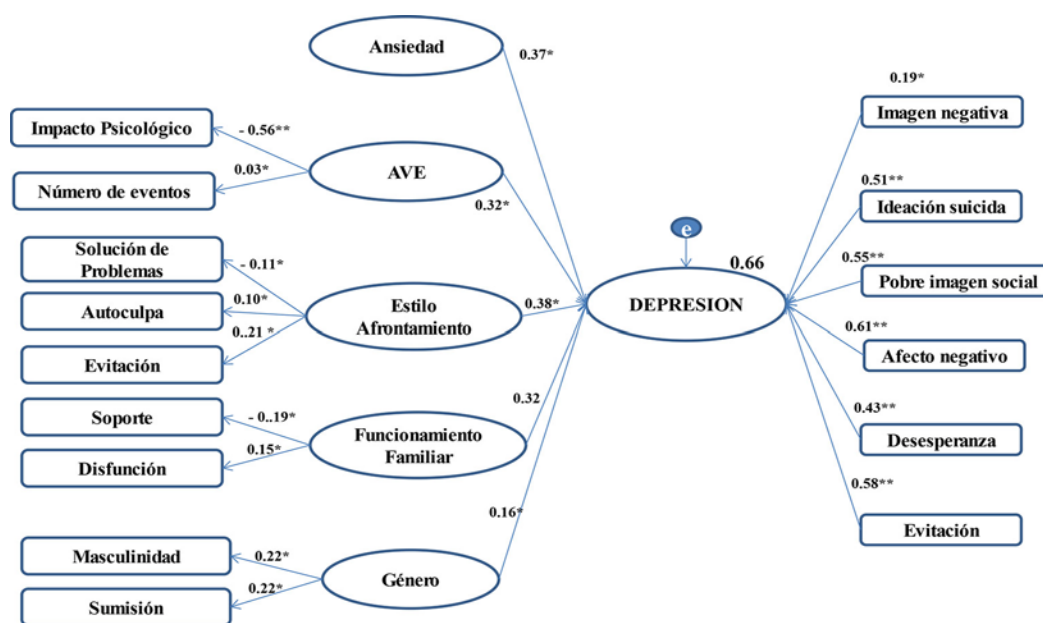 Ansiedad
0.37*
0.19*
Imagen negativa
Impacto Psicológico
- 0.56**
AVE
Número de eventos
0.03*
0.32*
0.51**
Ideación suicida
e
Solución de
Problemas
- 0.11*
0.66
DEPRESION
0.55**
Pobre imagen social
Autoculpa
0.10*
Estilo
Afrontamiento
0.38*
Evitación
0..21 *
0.61**
Afecto negativo
Soporte
- 0..19*
Funcionamiento
Familiar
0.32
Disfunción
0.15*
0.43**
Desesperanza
0.58**
Evitación
0.16*
Masculinidad
0.22*
Género
Sumisión
0.22*